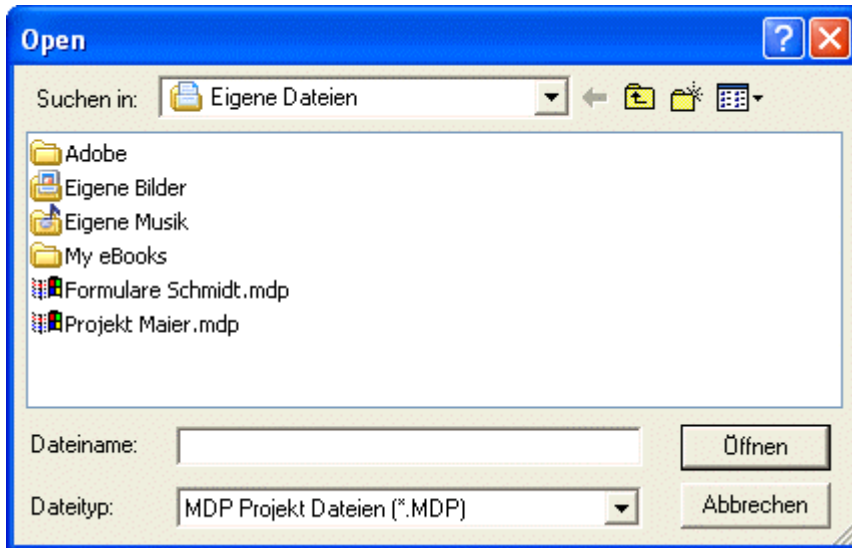 Open
Suchen in: Eigene Dateien
Adobe
Eigene Bilder
Eigene Musik
My eBooks
Formulare Schmidt.mdp
Projekt Maier.mdp
Dateiname: Öffnen
Dateityp: MDP Projekt Dateien (*.MDP) Abbrechen